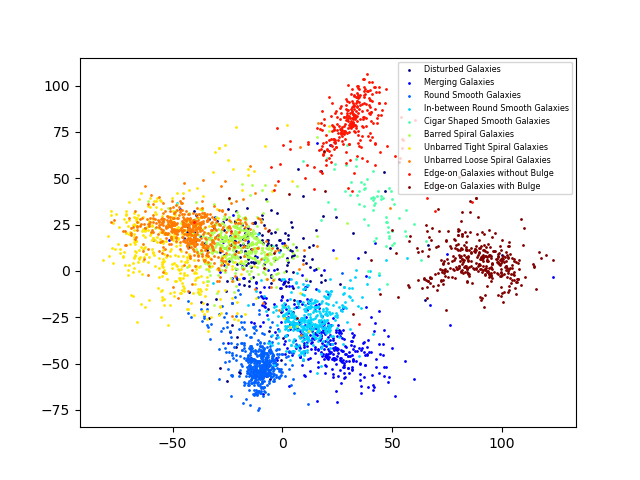 Disturbed Galaxies
Merging Galaxies
Round Smooth Galaxies
In-between Round Smooth Galaxies
Cigar Shaped Smooth Galaxies
Barred Spiral Galaxies
Unbarred Tight Spiral Galaxies
Unbarred Loose Spiral Galaxies
Edge-on Galaxies without Bulge
Edge-on Galaxies with Bulge
100
75
50
25
0
−25
−50
−75
−50 0 50 100